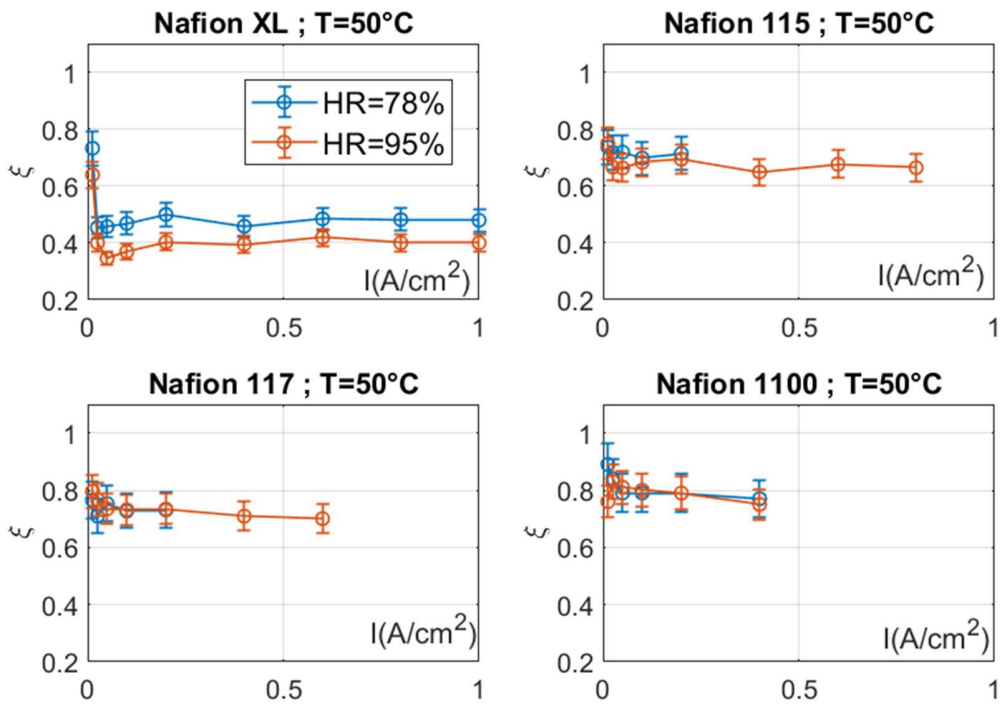 Nafion XL ; T=50°C
1
0.8
0.6
0.4
0.2
ξ
HR=78%
HR=95%
I(A/cm²)
0
0.5
1
Nafion 115 ; T=50°C
1
0.8
0.6
0.4
0.2
ξ
I(A/cm²)
0
0.5
1
Nafion 117 ; T=50°C
1
0.8
0.6
0.4
0.2
ξ
I(A/cm²)
0
0.5
1
Nafion 1100 ; T=50°C
1
0.8
0.6
0.4
0.2
ξ
I(A/cm²)
0
0.5
1